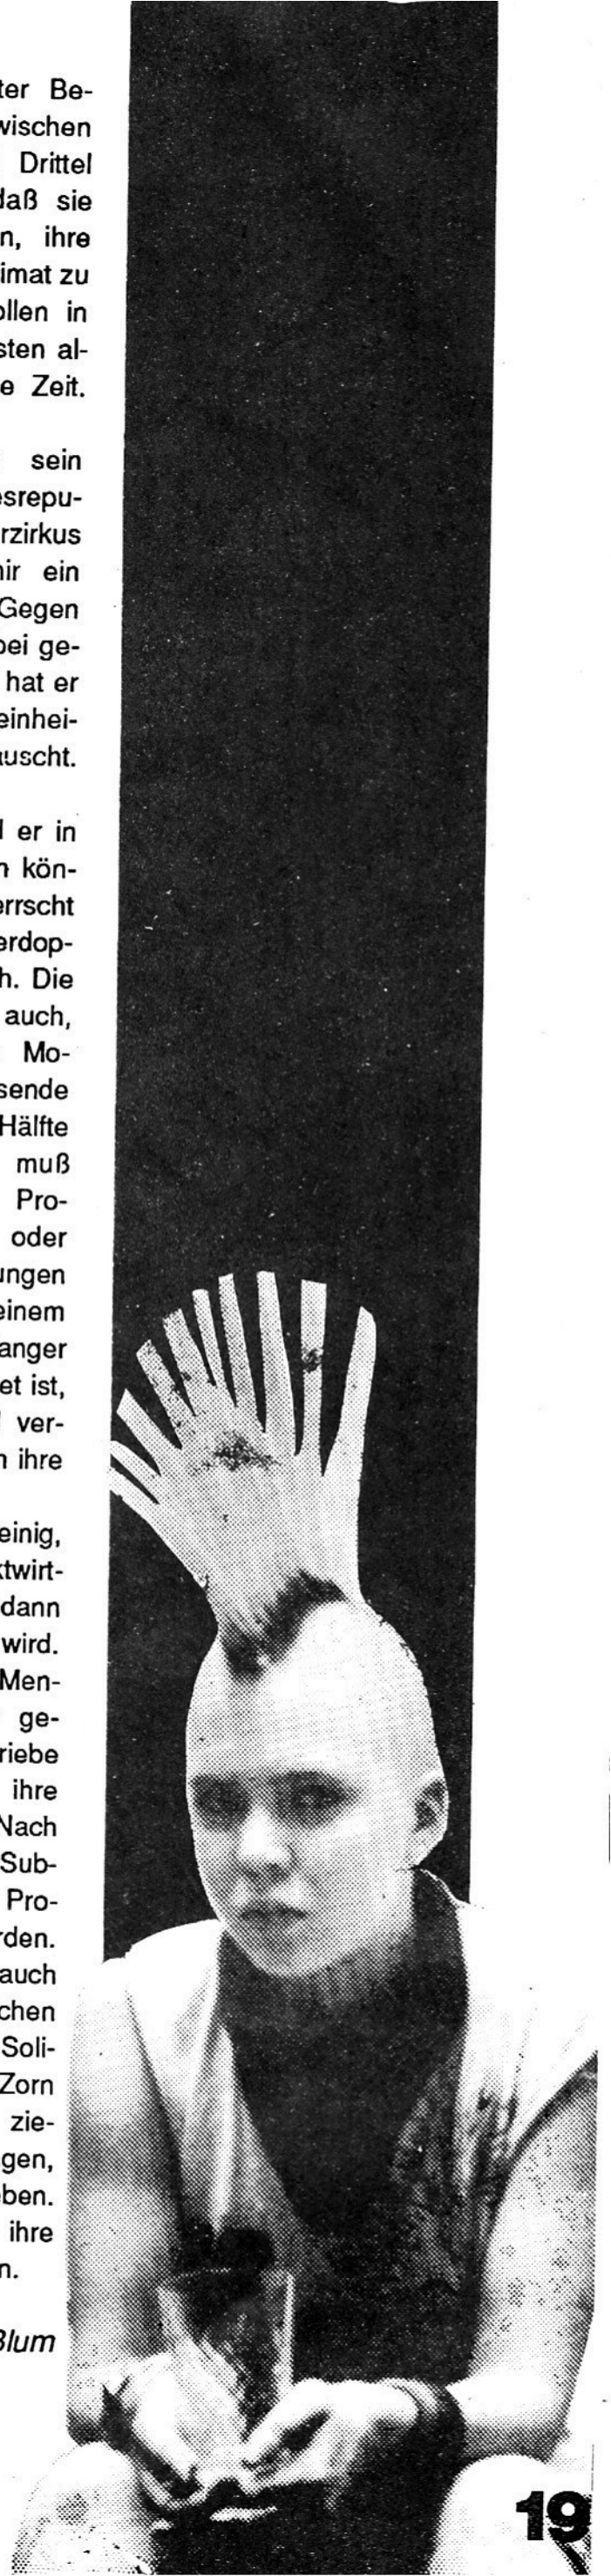 ter Be-
wischen
Drittel
daß sie
n, ihre
imat zu
ollen in
sten al-
e Zeit.
sein
esrepu-
rzirkus
ir ein
Gegen
bei ge-
hat er
einhei-
uscht.
er in
n kön-
errscht
erdop-
h. Die
auch,
Mo-
sende
Hälfte
muß
Pro-
oder
ungen
einem
anger
et ist,
ver-
n ihre
einig,
ktwirt-
dann
wird.
Men-
ge-
riebe
ihre
Nach
Sub-
Pro-
rden.
auch
chen
Soli-
Zorn
zie-
gen,
ben.
ihre
n.
Blum
19